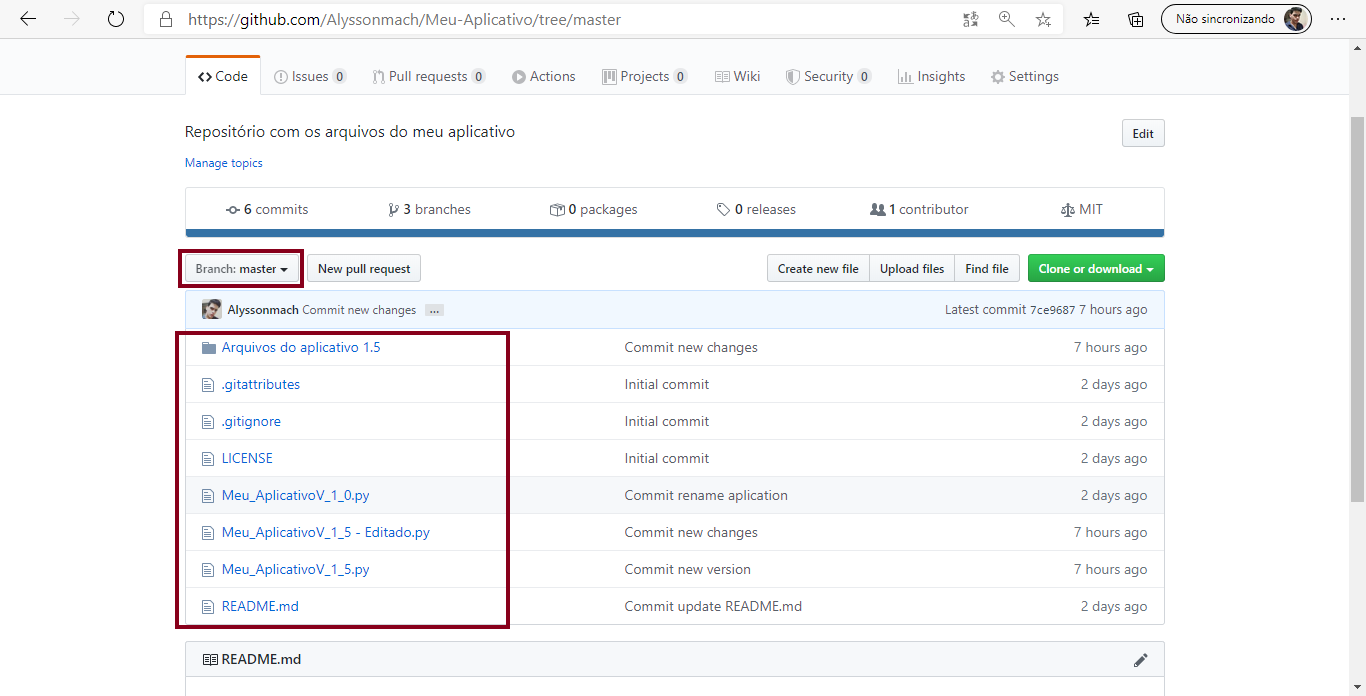 https://github.com/Alyssonmach/Meu-Aplicativo/tree/master
Não sincronizando
Code Issues 0 Pull requests 0 Actions Projects 0 Wiki Security 0 Insights Settings
Repositório com os arquivos do meu aplicativo
Edit
Manage topics
6 commits 3 branches 0 packages 0 releases 1 contributor MIT
Branch: master New pull request Create new file Upload files Find file Clone or download
Alyssonmach Commit new changes ... Latest commit 7ce9687 7 hours ago
Arquivos do aplicativo 1.5 Commit new changes 7 hours ago
.gitattributes Initial commit 2 days ago
.gitignore Initial commit 2 days ago
LICENSE Initial commit 2 days ago
Meu_AplicativoV_1_0.py Commit rename aplication 2 days ago
Meu_AplicativoV_1_5 - Editado.py Commit new changes 7 hours ago
Meu_AplicativoV_1_5.py Commit new version 7 hours ago
README.md Commit update README.md 2 days ago
README.md